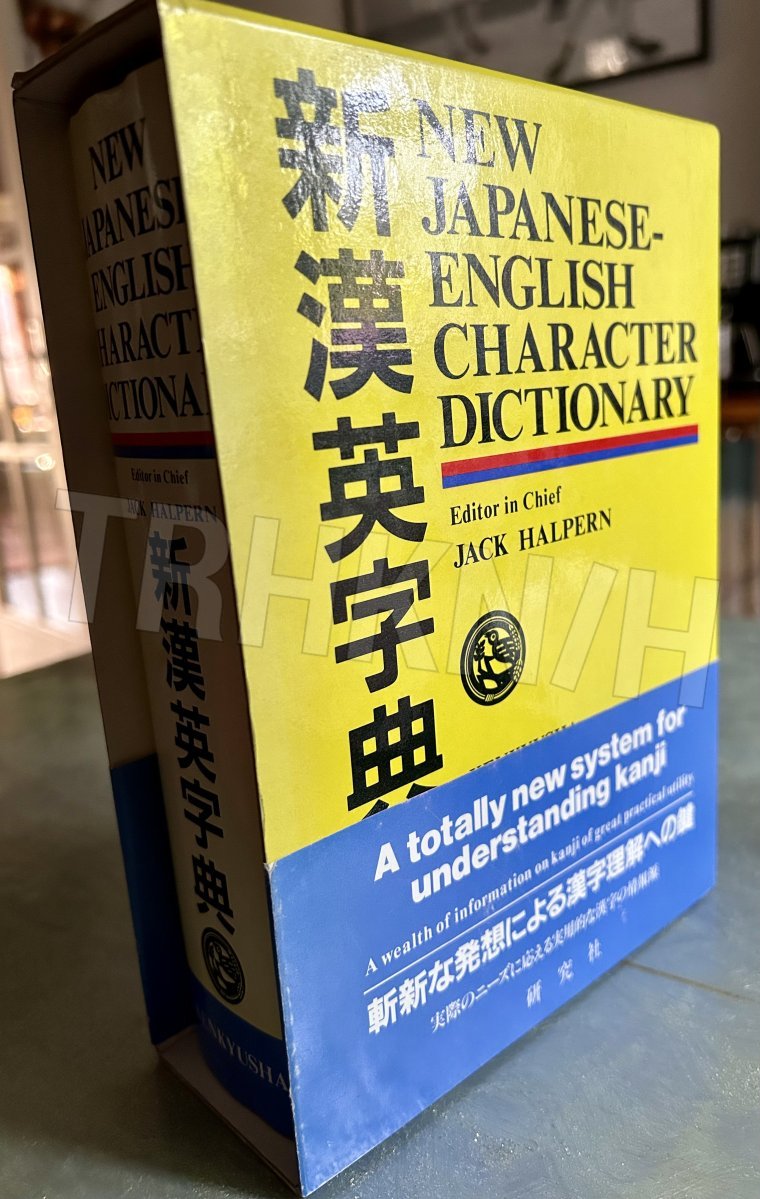 NEW
JAPANESE-
ENGLISH
CHARACTER
DICTIONARY
Editor in Chief
JACK HALPERN
新漢英字典
KENKYUSHA
新漢英字典
NEW
JAPANESE-
ENGLISH
CHARACTER
DICTIONARY
Editor in Chief
JACK HALPERN
A totally new system for
understanding kanji
A wealth of information on kanji of great practical utility.
斬新な発想による漢字理解への鍵
実際のニーズに応える実用的な漢字の情報源
研究社
TRHKN/H